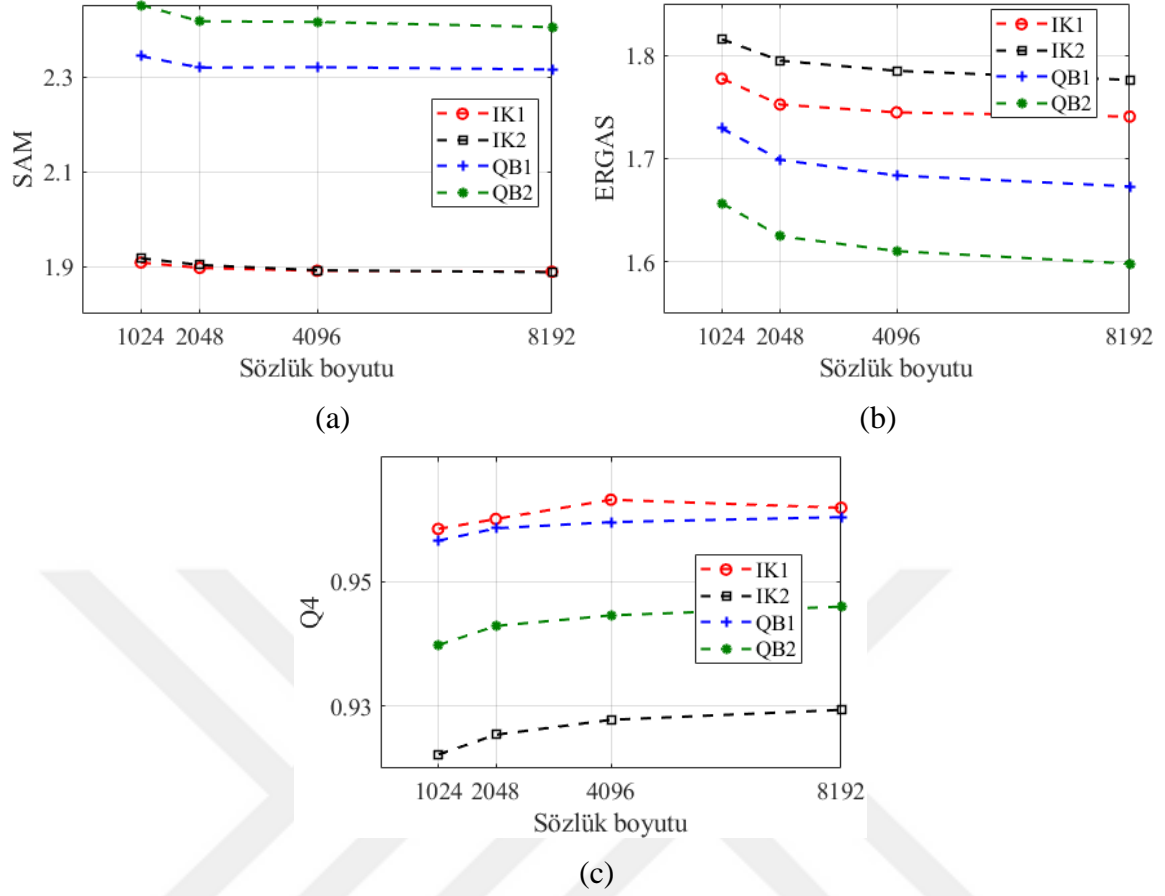 SAM
2.3
2.1
1.9
1024 2048 4096 8192
Sözlük boyutu
IK1
IK2
QB1
QB2
(a)
ERGAS
1.8
1.7
1.6
1024 2048 4096 8192
Sözlük boyutu
IK1
IK2
QB1
QB2
(b)
Q4
0.95
0.93
1024 2048 4096 8192
Sözlük boyutu
IK1
IK2
QB1
QB2
(c)